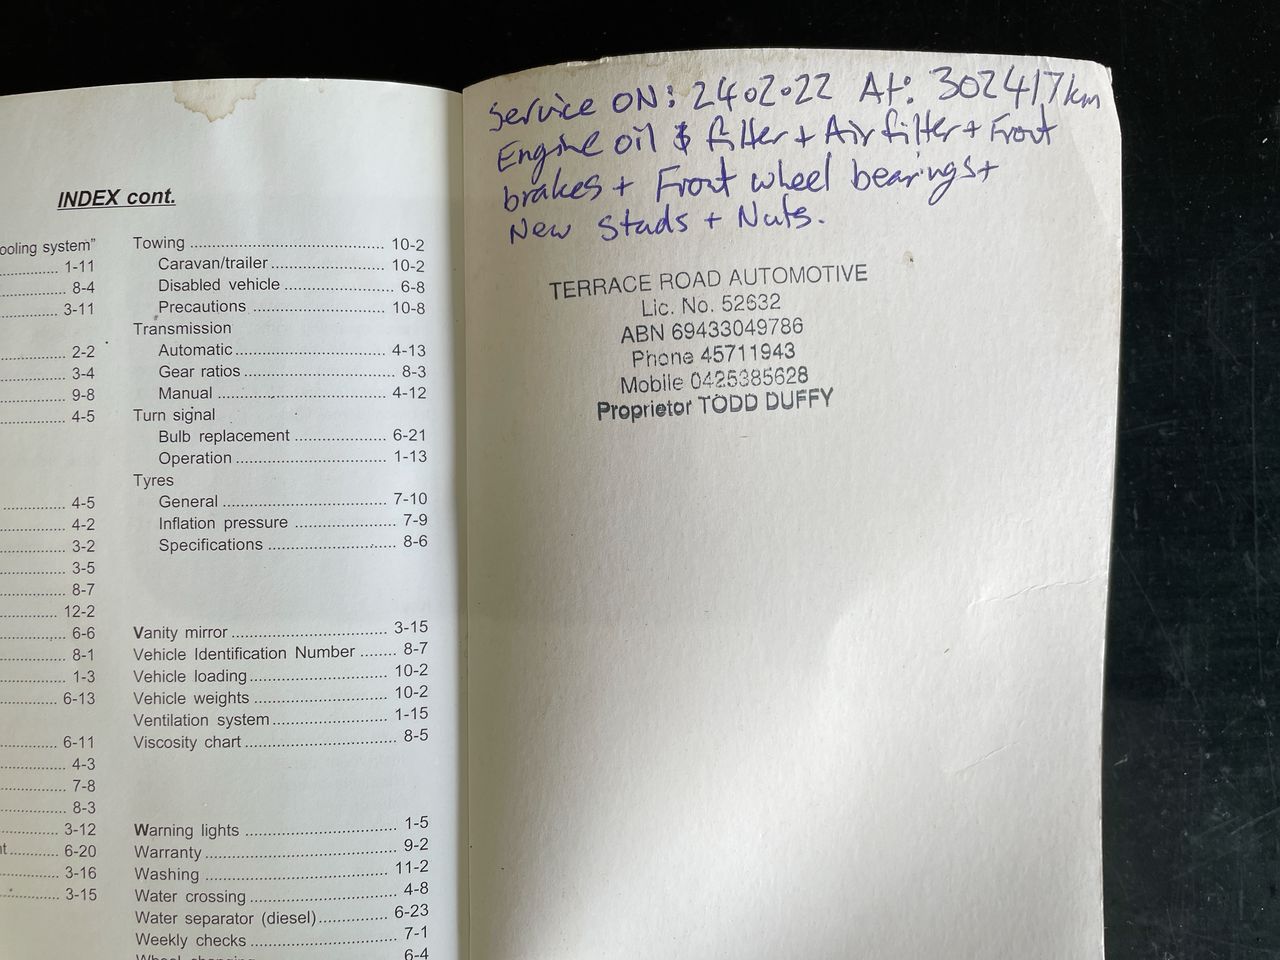 INDEX cont.
ooling system"
1-11
8-4
3-11
2-2
3-4
9-8
4-5
4-5
4-2
3-2
3-5
8-7
12-2
6-6
8-1
1-3
6-13
6-11
4-3
7-8
8-3
3-12
6-20
3-16
3-15
Towing 10-2
Caravan/trailer 10-2
Disabled vehicle 6-8
Precautions 10-8
Transmission
Automatic 4-13
Gear ratios 8-3
Manual 4-12
Turn signal
Bulb replacement 6-21
Operation 1-13
Tyres
General 7-10
Inflation pressure 7-9
Specifications 8-6
Vanity mirror 3-15
Vehicle Identification Number 8-7
Vehicle loading 10-2
Vehicle weights 10-2
Ventilation system 1-15
Viscosity chart 8-5
Warning lights 1-5
Warranty 9-2
Washing 11-2
Water crossing 4-8
Water separator (diesel) 6-23
Weekly checks 7-1
6-4
Service ON: 24.02.22 At: 302417km
Engine oil & filter + Air filter + Front
brakes + Front wheel bearings +
New Studs + Nuts.
TERRACE ROAD AUTOMOTIVE
Lic. No. 52632
ABN 69433049786
Phone 45711943
Mobile 0425385628
Proprietor TODD DUFFY